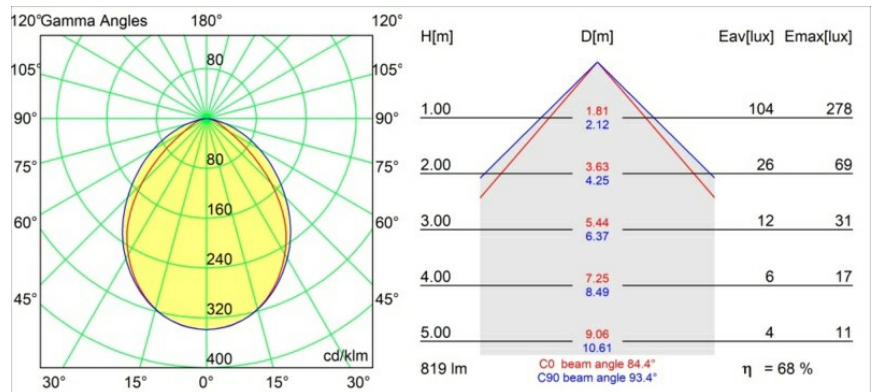 120° Gamma Angles 180° 120°
105° 105°
90° 90°
75° 75°
60° 60°
45° 45°
80
80
160
240
320
400 cd/klm
30° 15° 0° 15° 30°
H[m] D[m] Eav[lux] Emax[lux]
1.00 1.81 104 278
2.12
2.00 3.63 26 69
4.25
3.00 5.44 12 31
6.37
4.00 7.25 6 17
8.49
5.00 9.06 4 11
10.61
819 lm C0 beam angle 84.4° η = 68 %
C90 beam angle 93.4°